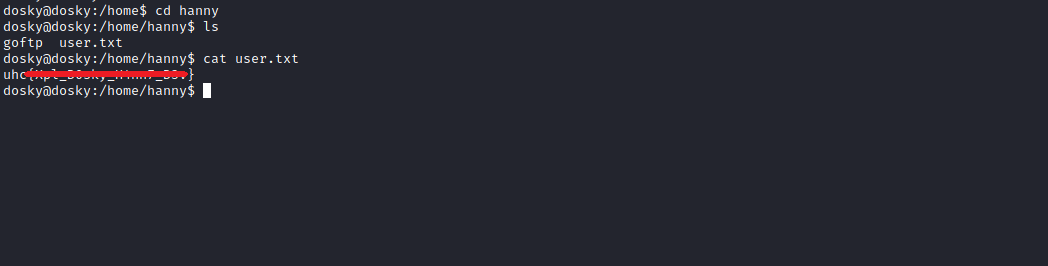 dosky@dosky:/home$ cd hanny
dosky@dosky:/home/hanny$ ls
goftp  user.txt
dosky@dosky:/home/hanny$ cat user.txt
uhc{ }
dosky@dosky:/home/hanny$